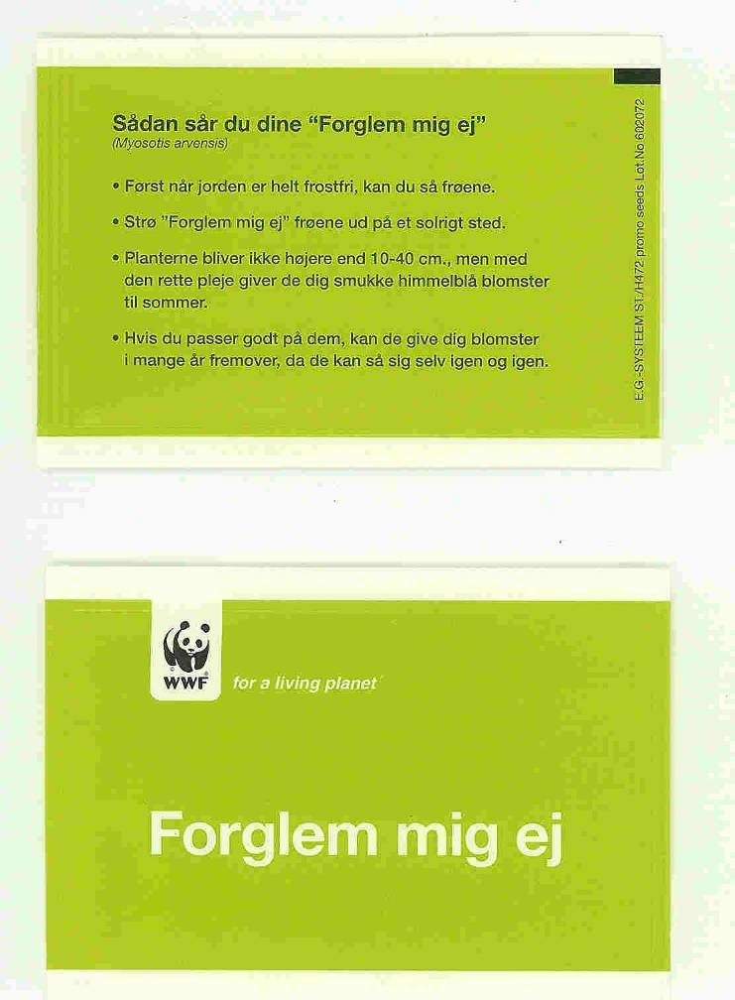 Sådan sår du dine “Forglem mig ej”
(Myosotis arvensis)
• Først når jorden er helt frostfri, kan du så frøene.
• Strø ”Forglem mig ej” frøene ud på et solrigt sted.
• Planterne bliver ikke højere end 10-40 cm., men med
den rette pleje giver de dig smukke himmelblå blomster
til sommer.
• Hvis du passer godt på dem, kan de give dig blomster
i mange år fremover, da de kan så sig selv igen og igen.
E.G.-SYSTEEM ST./H472 promo seeds Lot.No 602072
WWF
for a living planet
Forglem mig ej